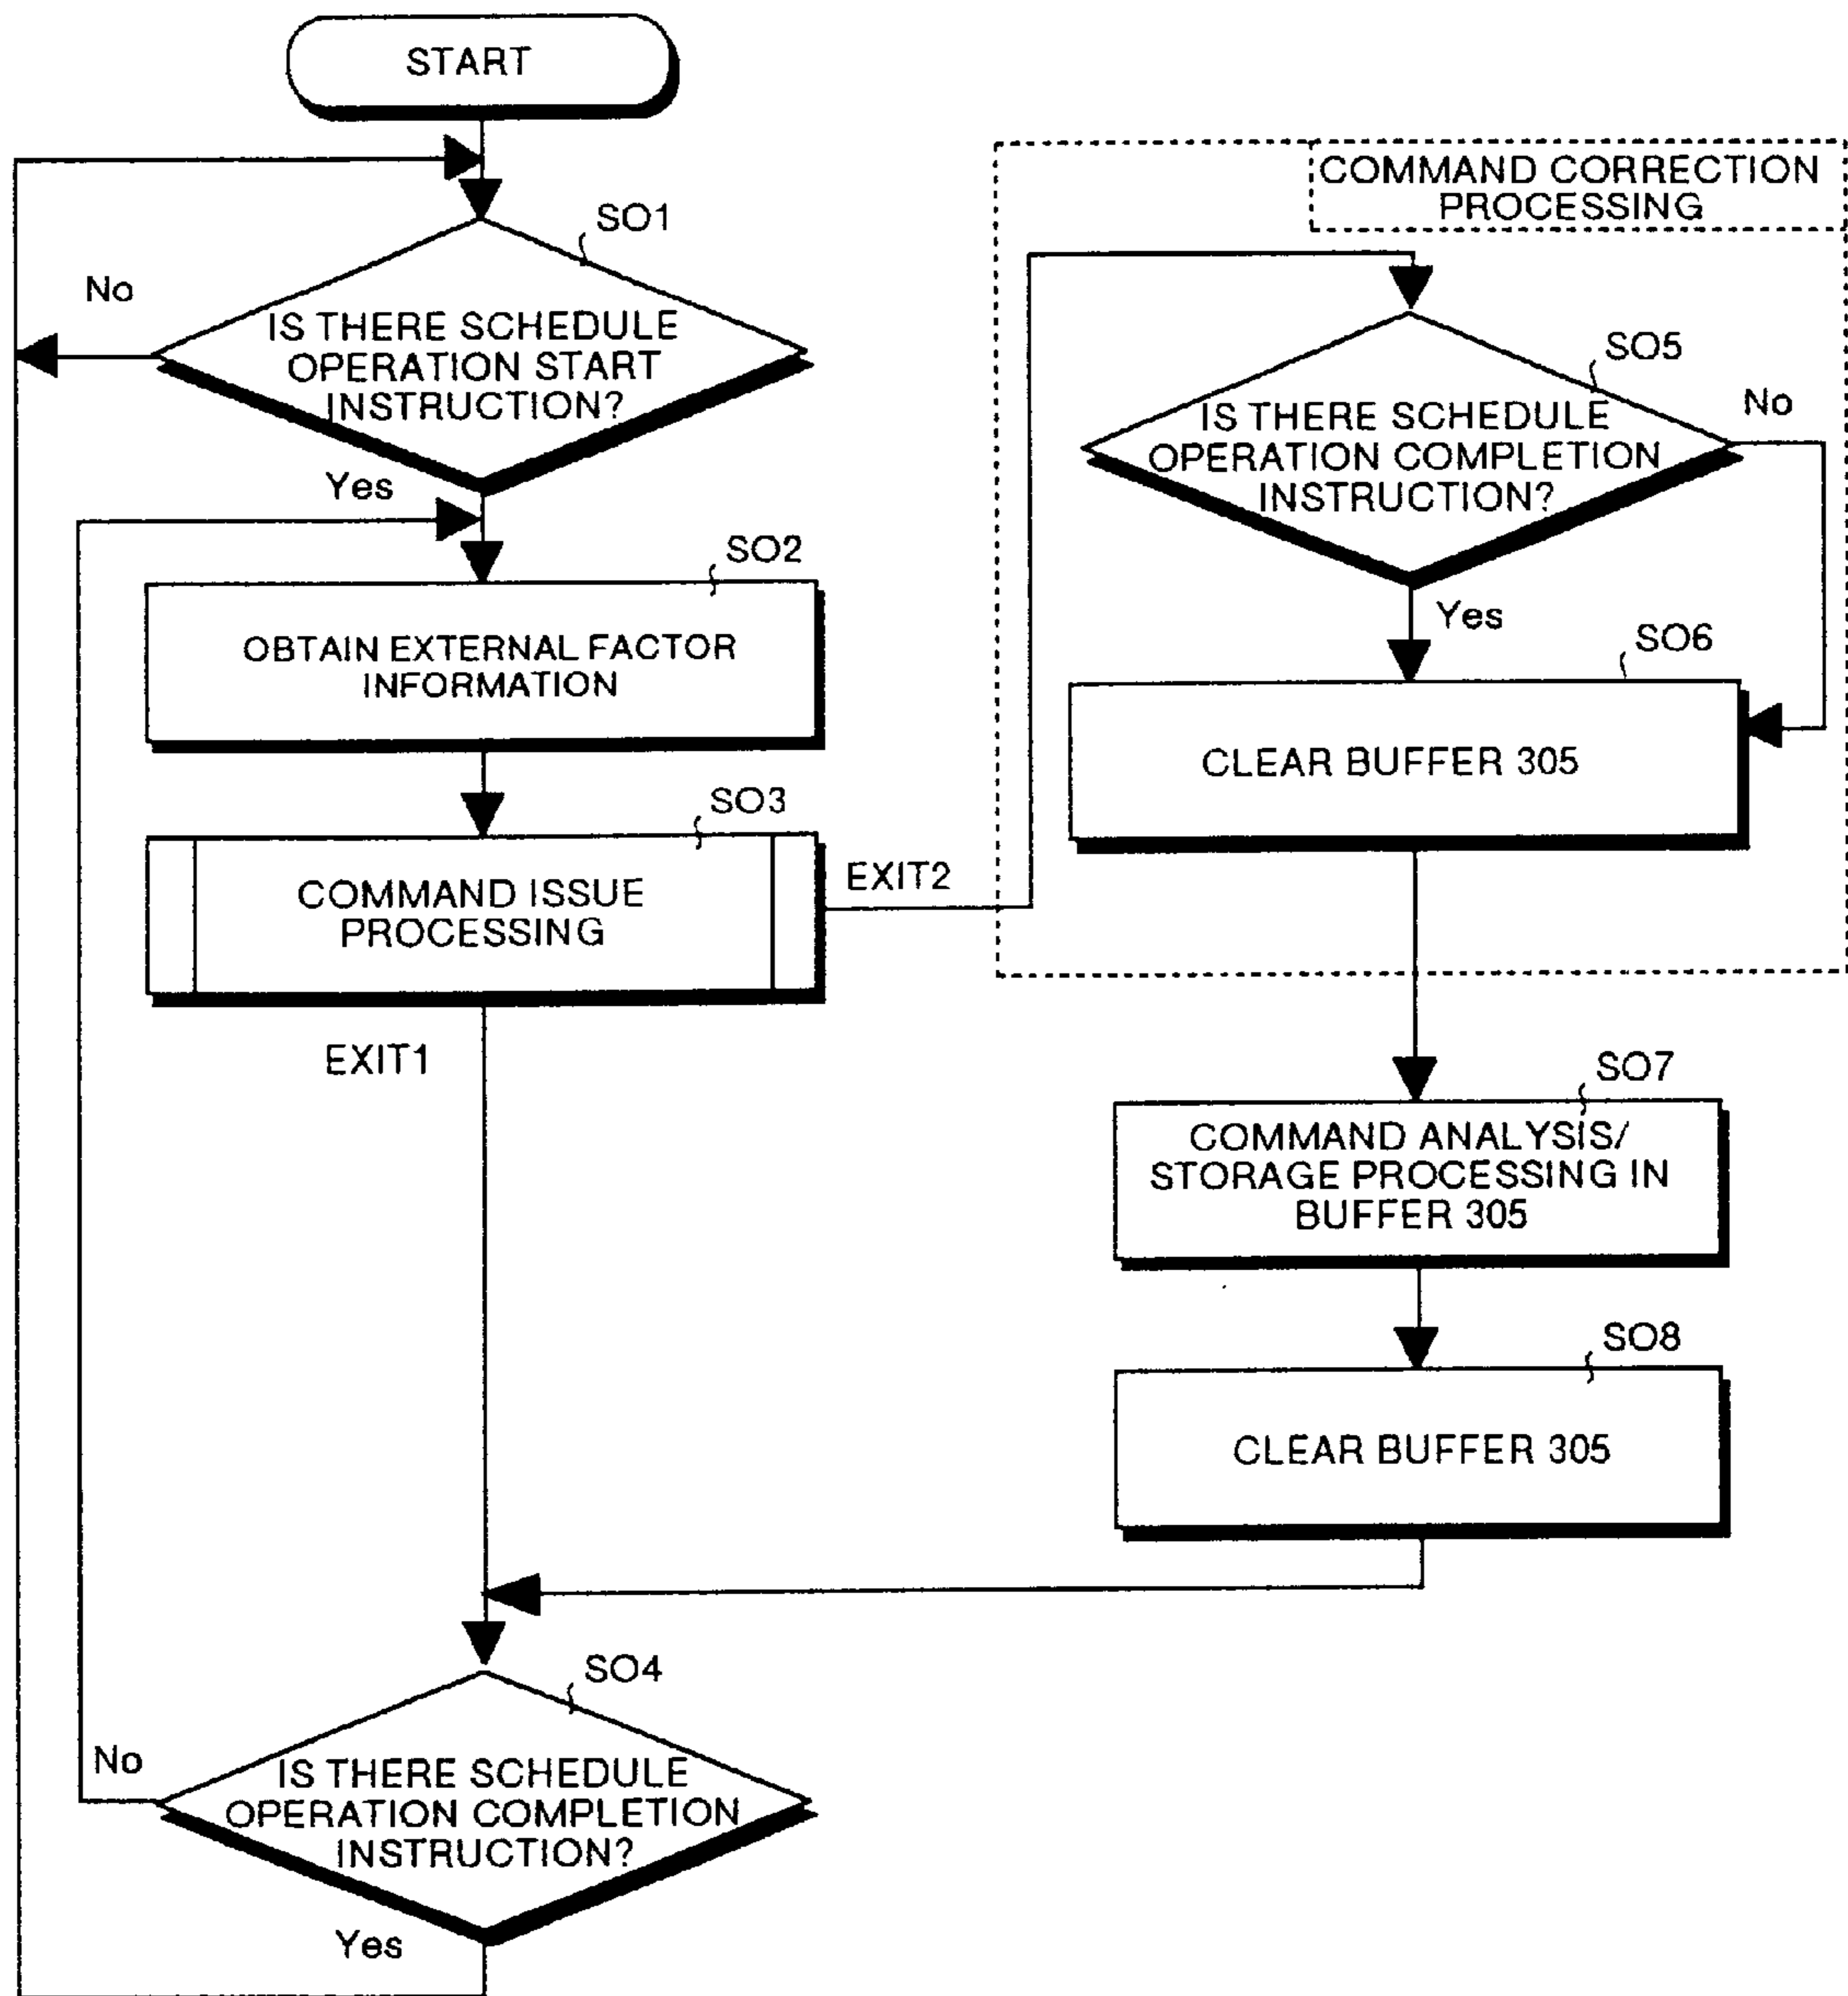 START
SO1
No
IS THERE SCHEDULE
OPERATION START
INSTRUCTION?
Yes
SO2
OBTAIN EXTERNAL FACTOR
INFORMATION
SO3
COMMAND ISSUE
PROCESSING
EXIT2
EXIT1
COMMAND CORRECTION
PROCESSING
SO5
No
IS THERE SCHEDULE
OPERATION COMPLETION
INSTRUCTION?
Yes
SO6
CLEAR BUFFER 305
SO7
COMMAND ANALYSIS/
STORAGE PROCESSING IN
BUFFER 305
SO8
CLEAR BUFFER 305
SO4
No
IS THERE SCHEDULE
OPERATION COMPLETION
INSTRUCTION?
Yes